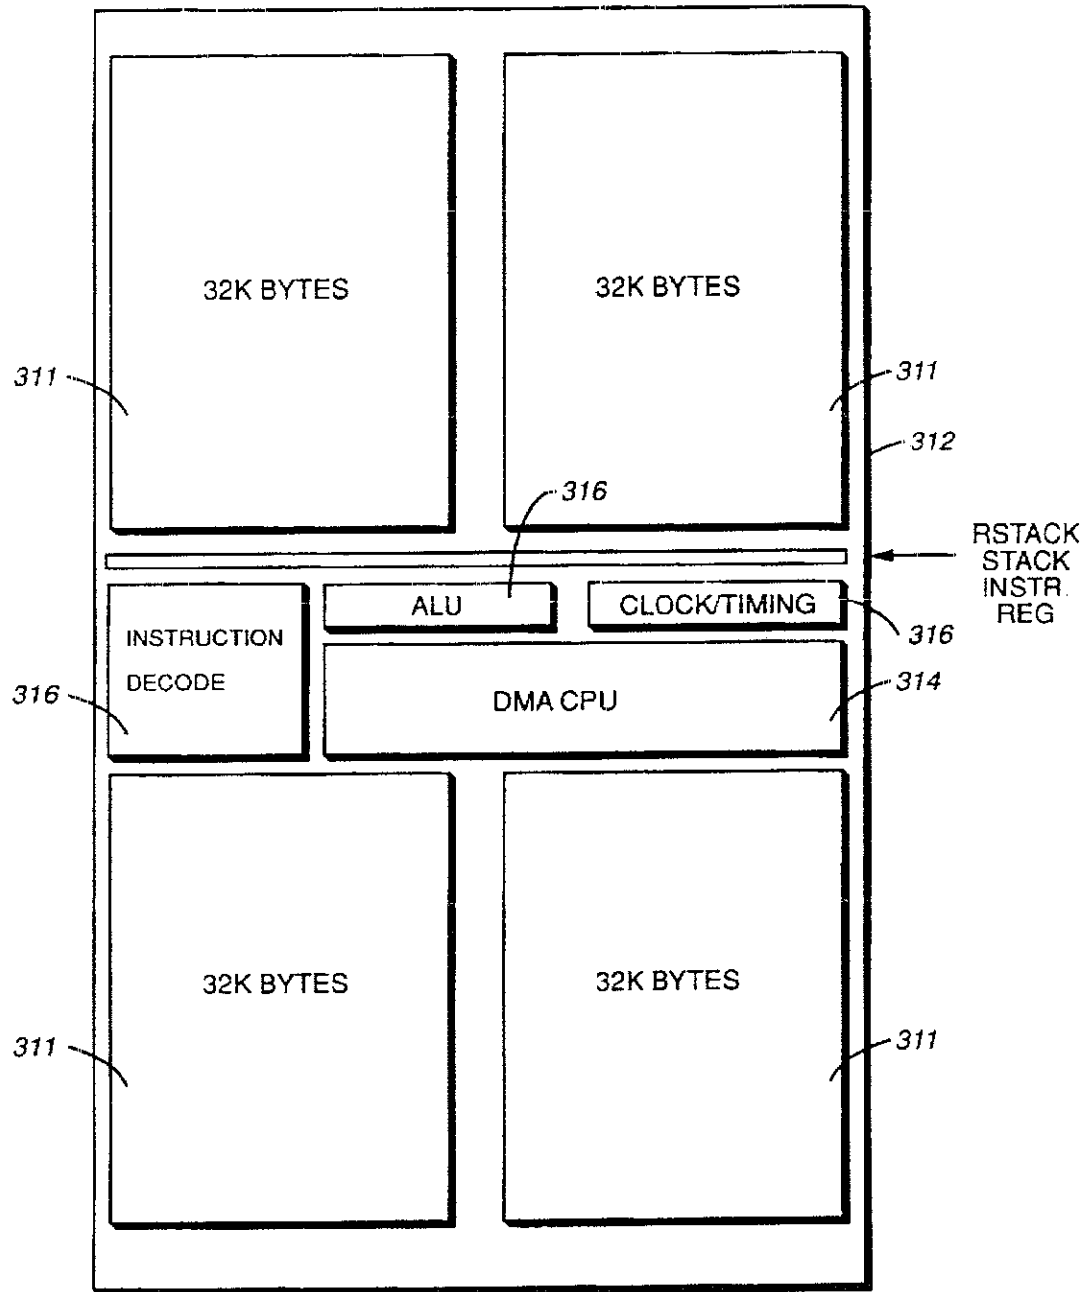 32K BYTES
32K BYTES
311
311
312
316
RSTACK
STACK
INSTR.
REG
ALU
CLOCK/TIMING
316
INSTRUCTION
DECODE
316
DMA CPU
314
32K BYTES
32K BYTES
311
311